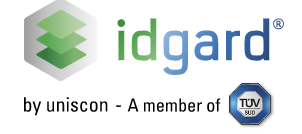 idgard®
by uniscon - A member of TÜV
SÜD